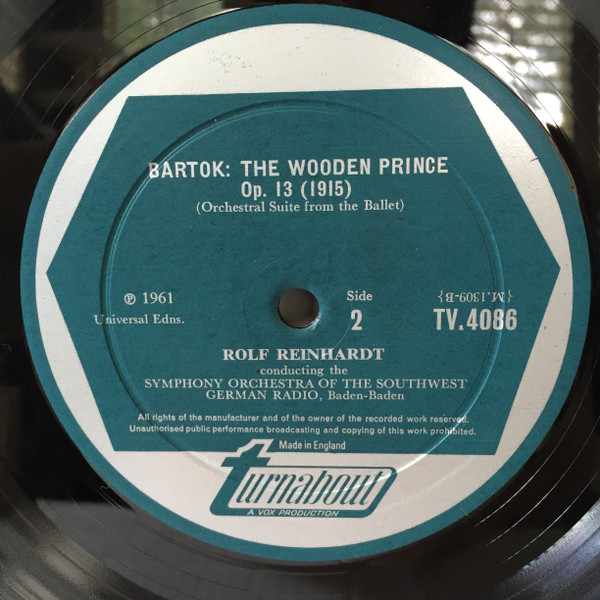 BARTOK: THE WOODEN PRINCE
Op. 13 (1915)
(Orchestral Suite from the Ballet)
℗ 1961
Universal Edns.
Side
2
{M.1309-B}
TV.4086
ROLF REINHARDT
conducting the
SYMPHONY ORCHESTRA OF THE SOUTHWEST
GERMAN RADIO, Baden-Baden
All rights of the manufacturer and of the owner of the recorded work reserved.
Unauthorised public performance broadcasting and copying of this work prohibited.
Made in England
turnabout
A VOX PRODUCTION